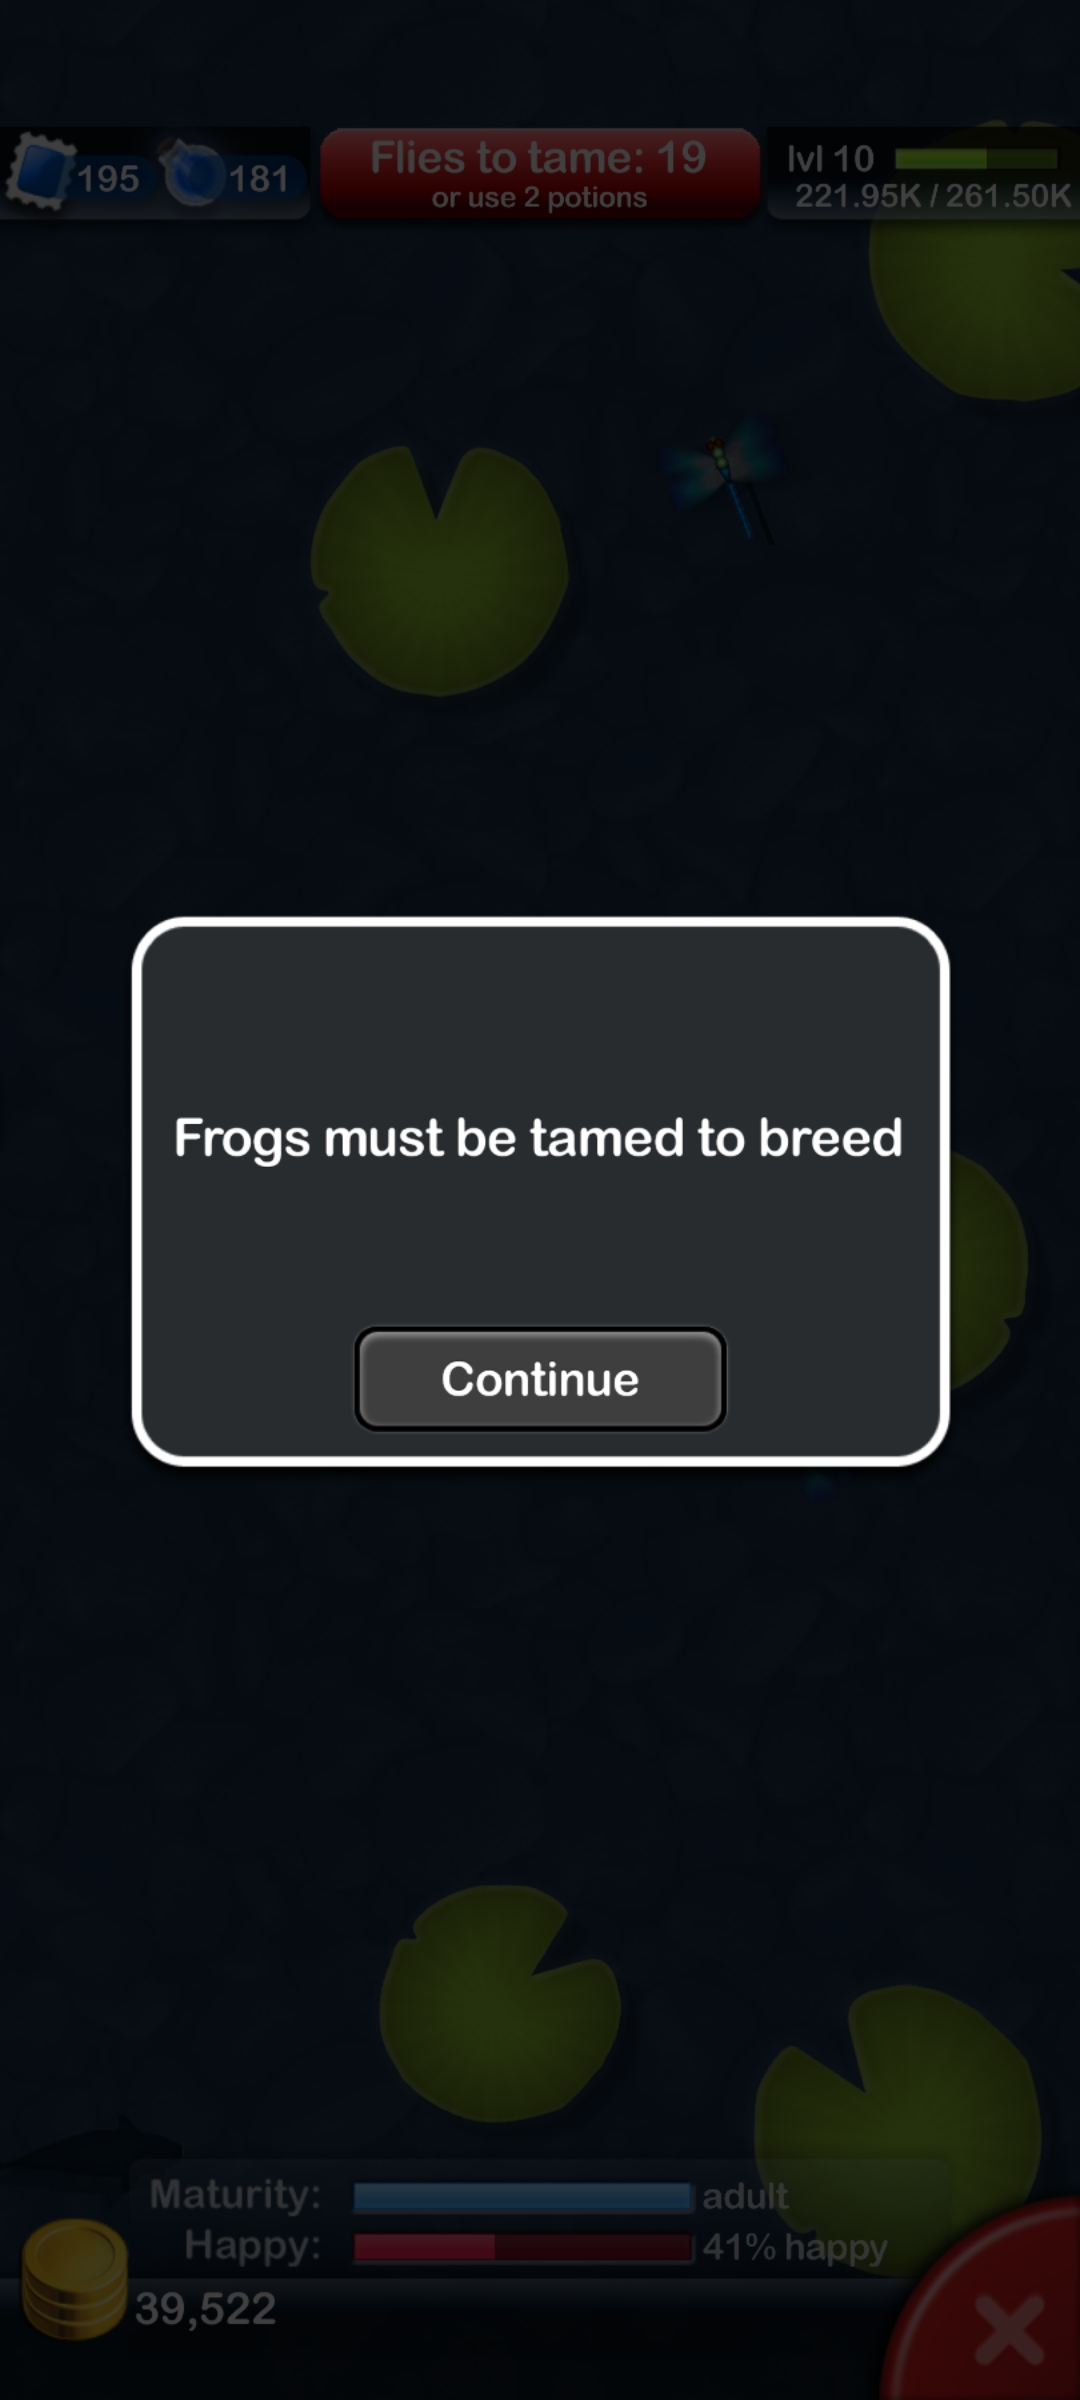 195
181
Flies to tame: 19
or use 2 potions
lvl 10
221.95K / 261.50K
Frogs must be tamed to breed
Continue
Maturity: adult
Happy: 41% happy
39,522